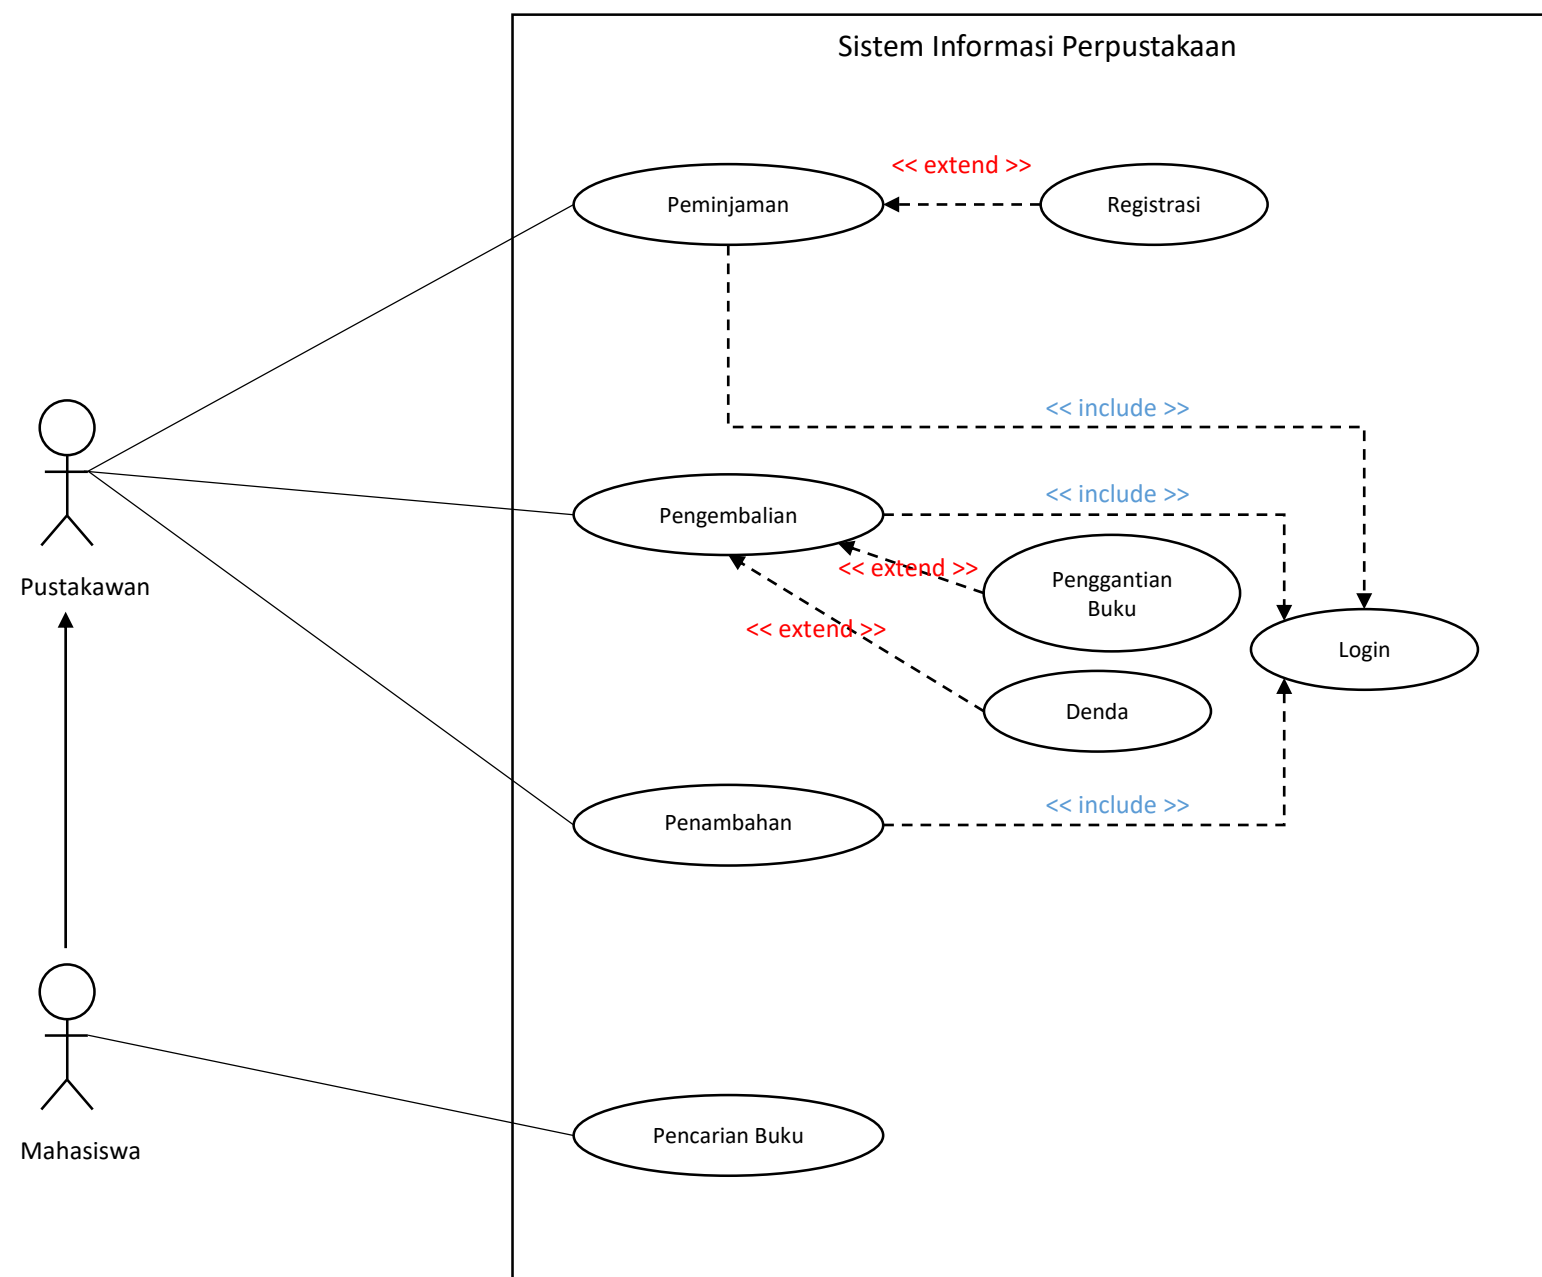 Sistem Informasi Perpustakaan
<< extend >>
Peminjaman
Registrasi
<< include >>
<< include >>
Pengembalian
<< extend >>
Penggantian
Buku
Pustakawan
<< extend >>
Login
Denda
<< include >>
Penambahan
Pencarian Buku
Mahasiswa